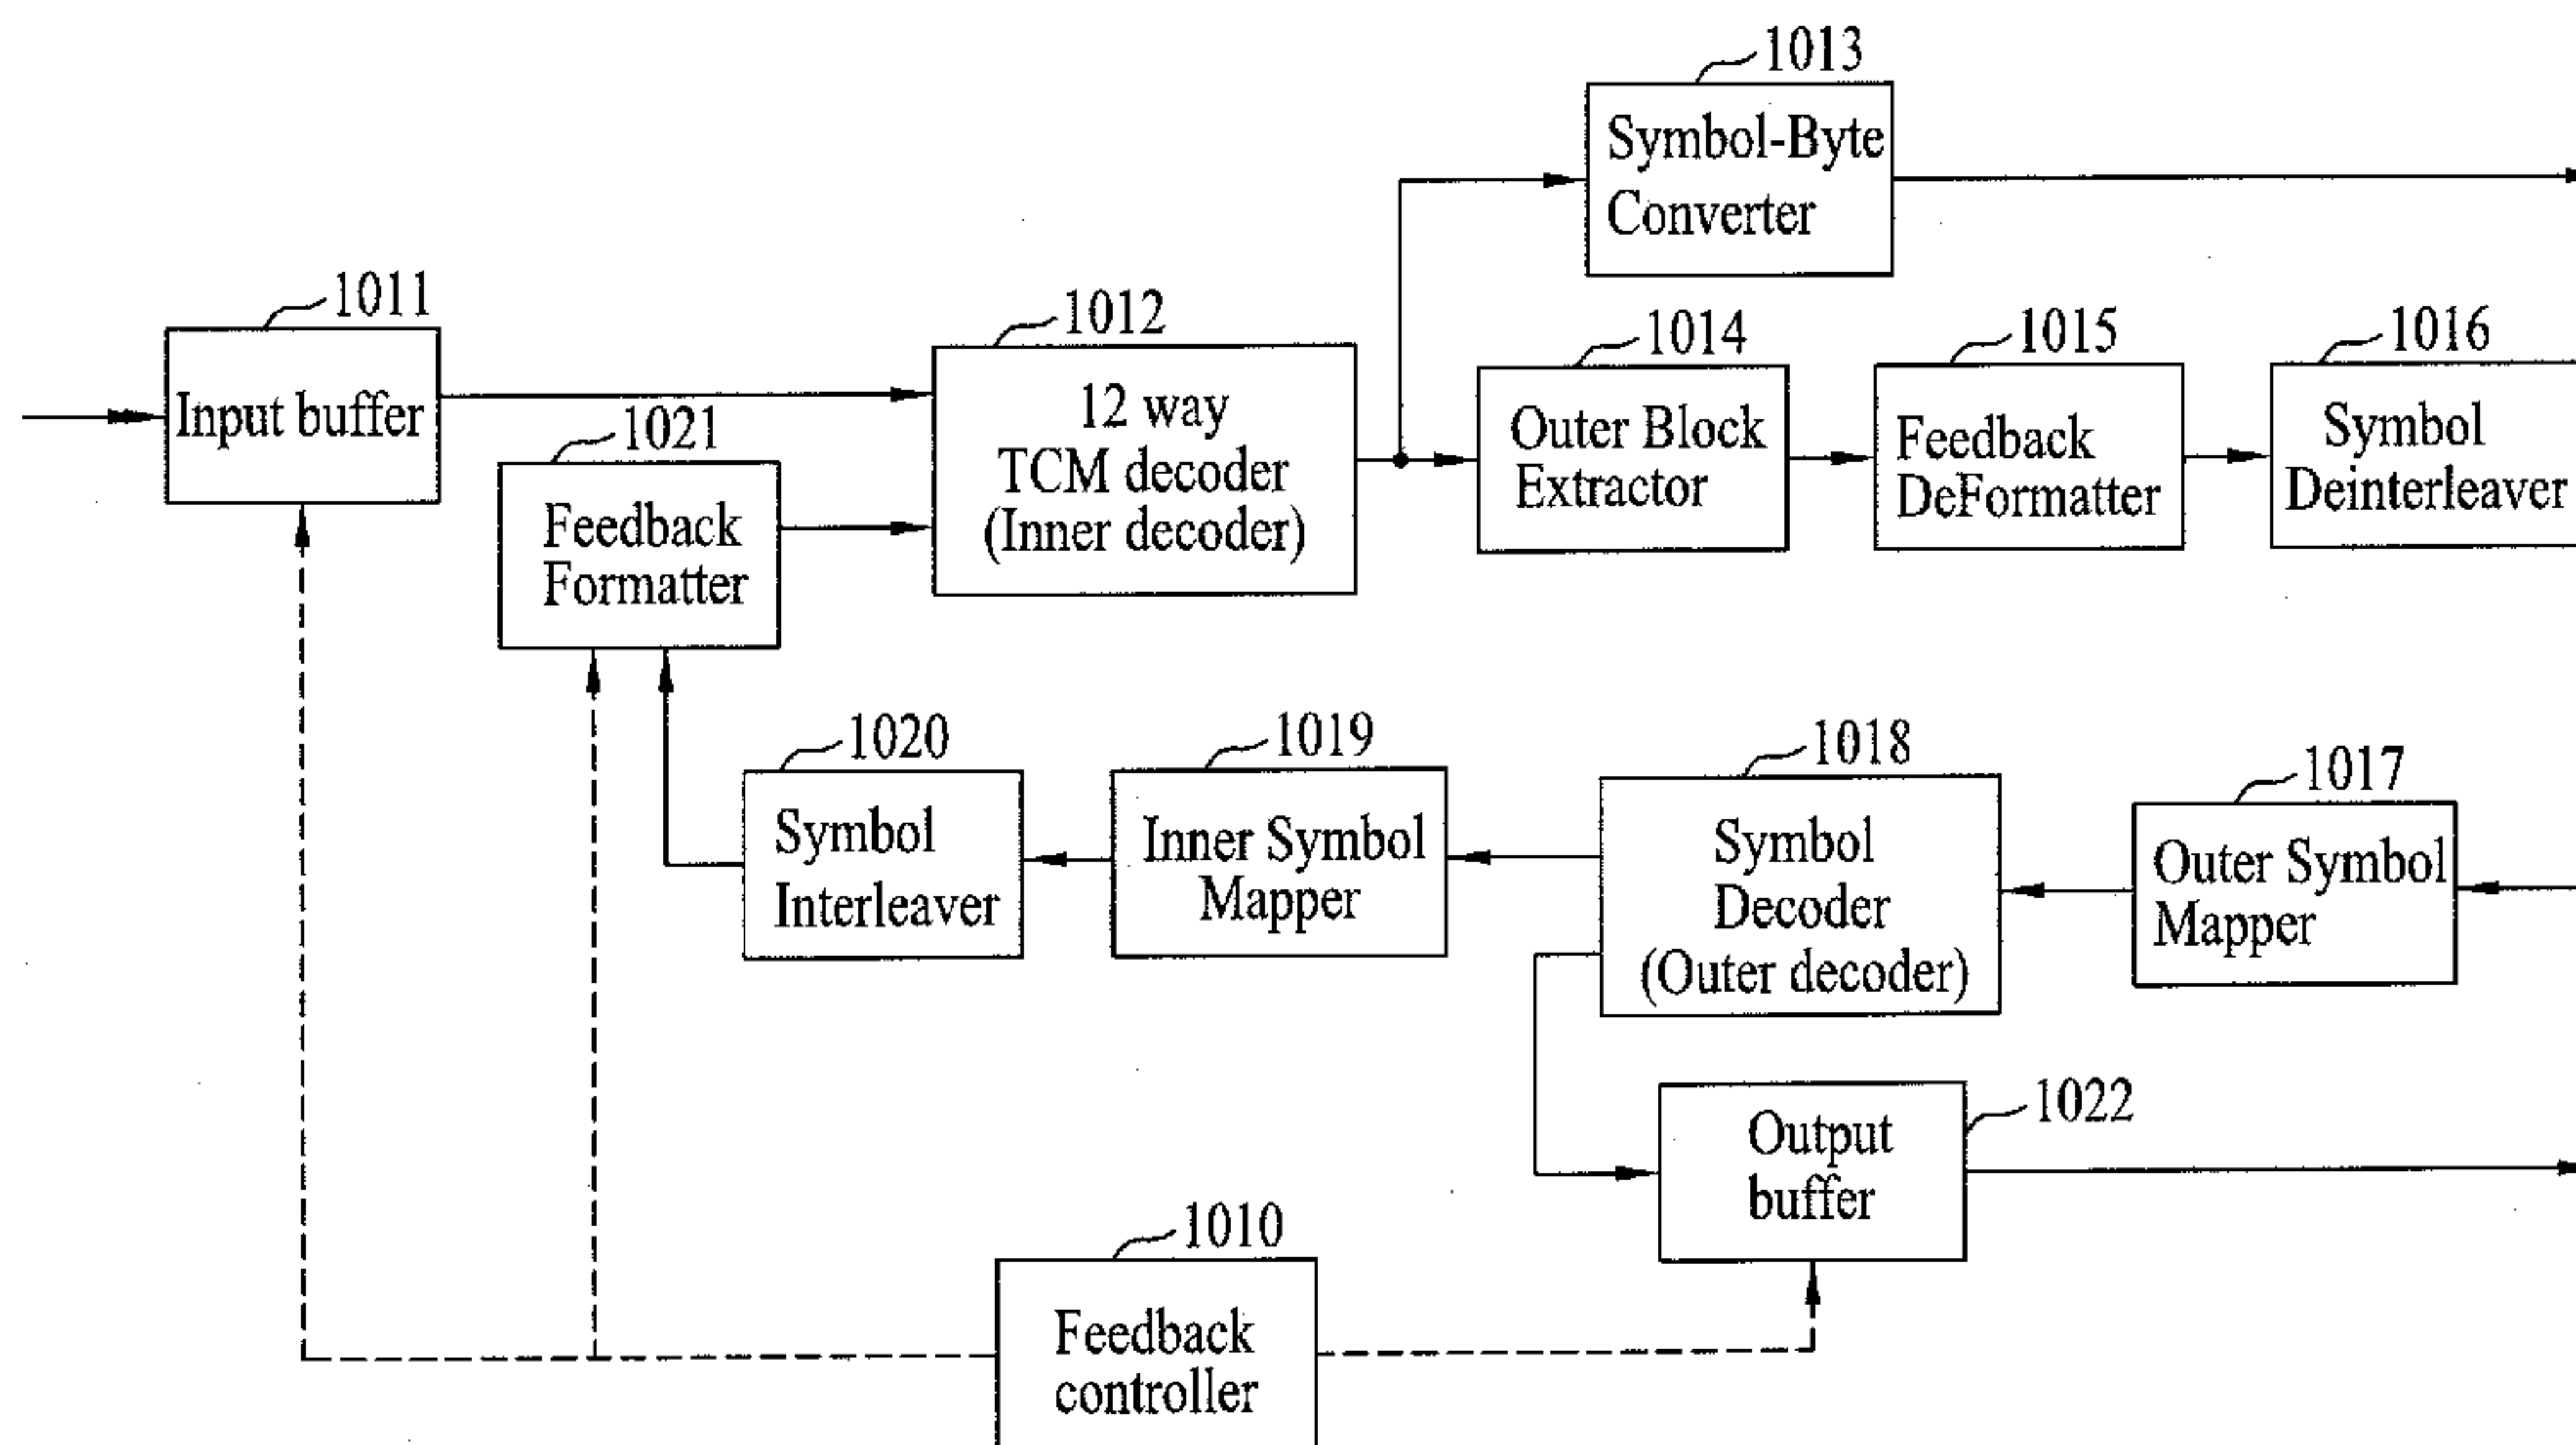 1013
Symbol-Byte
Converter
1011
Input buffer
1012
12 way
TCM decoder
(Inner decoder)
1014
Outer Block
Extractor
1015
Feedback
DeFormatter
1016
Symbol
Deinterleaver
1021
Feedback
Formatter
1020
Symbol
Interleaver
1019
Inner Symbol
Mapper
1018
Symbol
Decoder
(Outer decoder)
1017
Outer Symbol
Mapper
1022
Output
buffer
1010
Feedback
controller